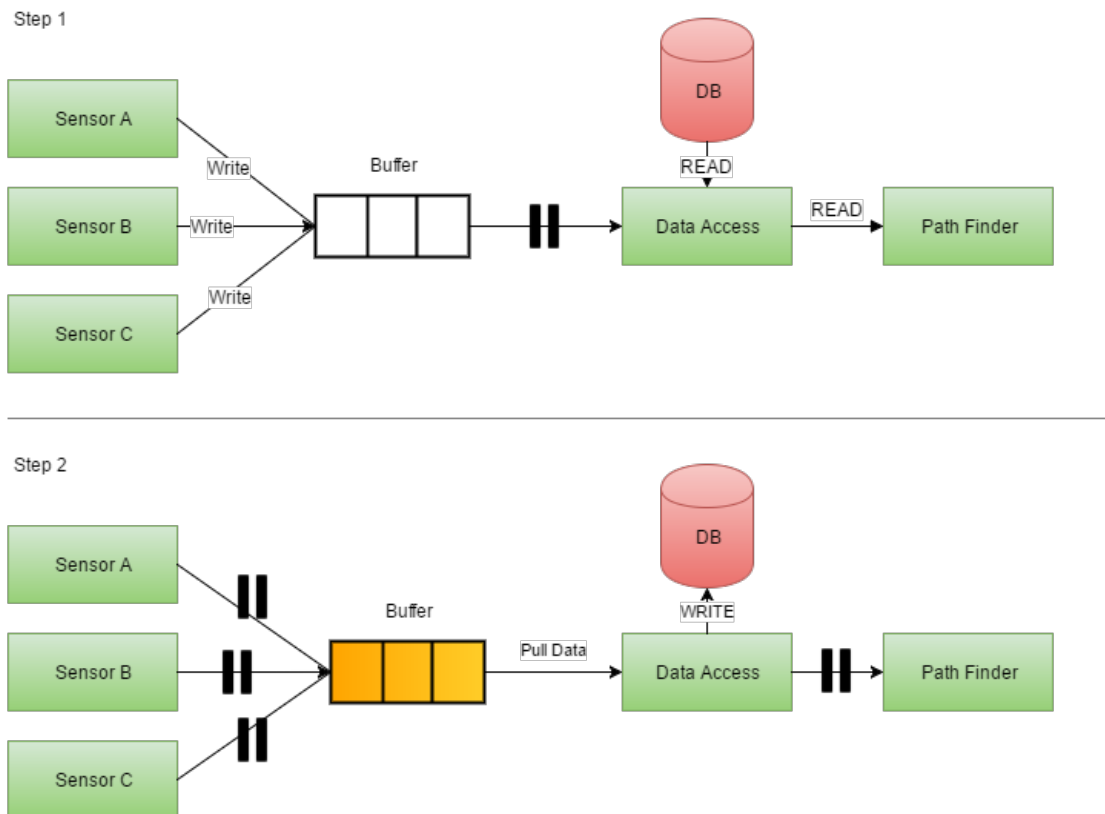 Step 1
DB
Sensor A
Write
Buffer
READ
Sensor B
Write
Data Access
READ
Path Finder
Write
Sensor C
Step 2
DB
Sensor A
Buffer
WRITE
Sensor B
Pull Data
Data Access
Path Finder
Sensor C